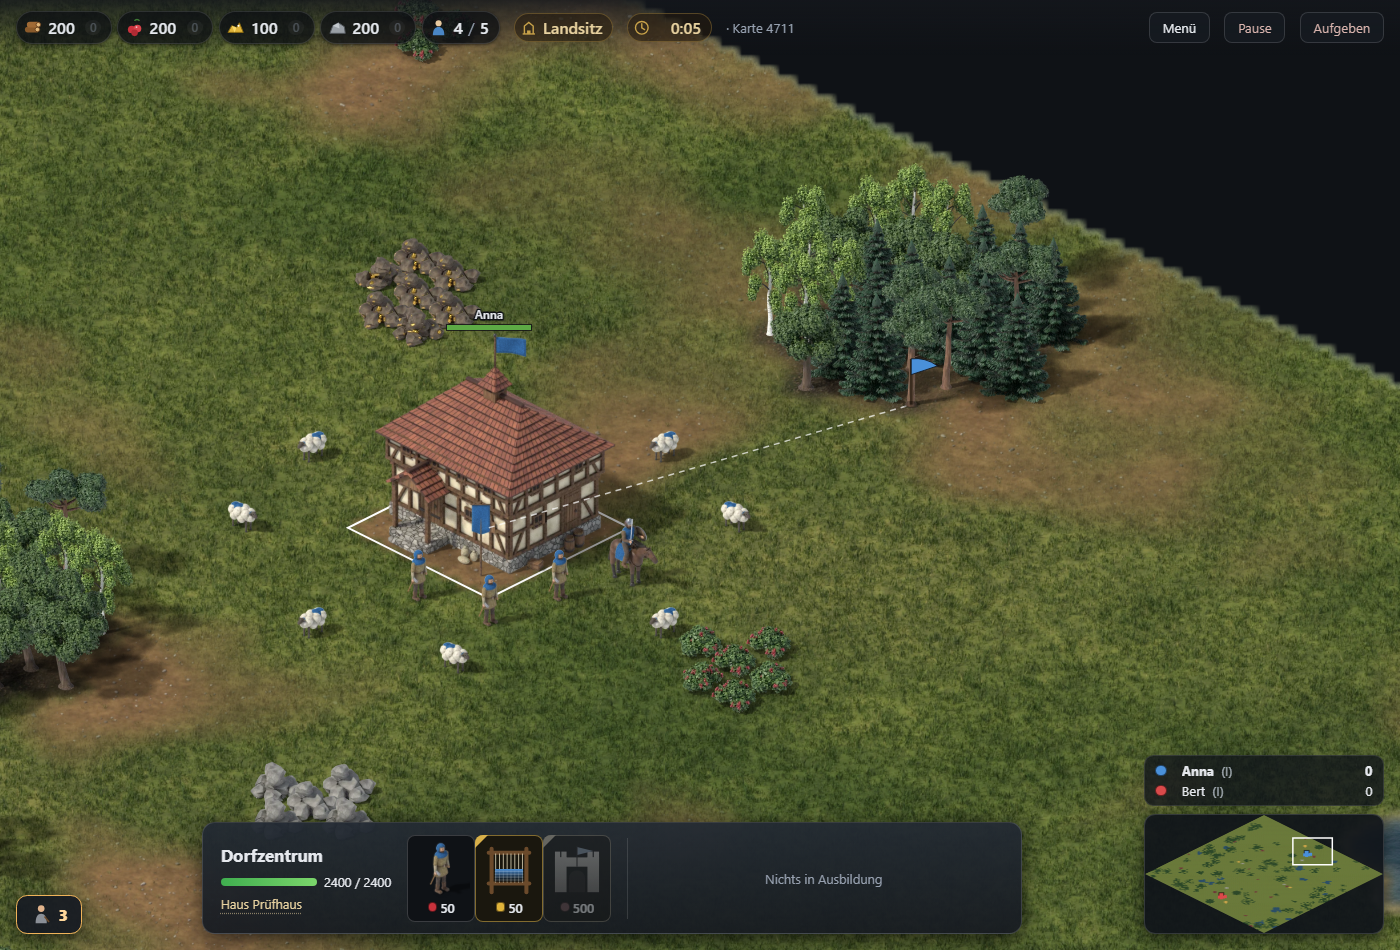 200 0 200 0 100 0 200 0 4 / 5 Landsitz 0:05 · Karte 4711 Menü Pause Aufgeben
Anna
Anna (I) 0
Bert (I) 0
Dorfzentrum
2400 / 2400
Haus Prüfhaus
50 50 500
Nichts in Ausbildung
3